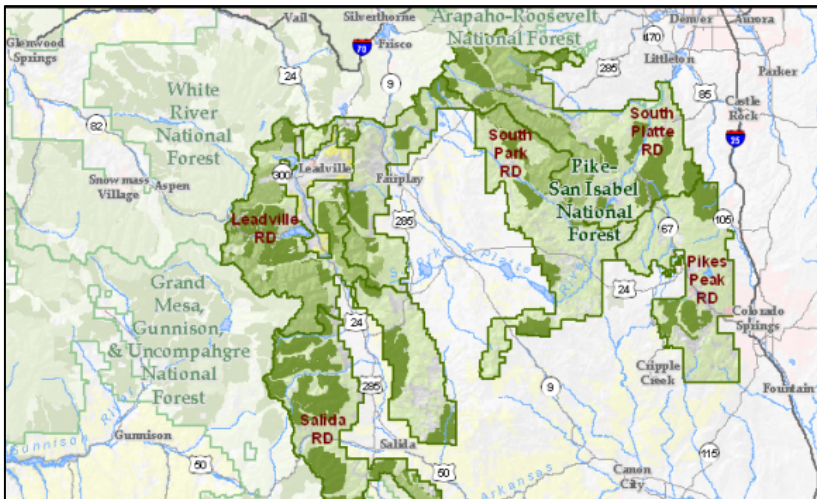 Vail
Silverthorne
Arapaho-Roosevelt
National Forest
Denver
Aurora
Glenwood
Springs
70
Frisco
470
Littleton
24
9
285
Parker
White
River
National
Forest
85
Castle
Rock
82
South
Park
RD
South
Platte
RD
25
Leadville
300
Pike-
San Isabel
National
Forest
Snowmass
Village
Aspen
Fairplay
Leadville
RD
285
67
105
Grand
Mesa,
Gunnison,
& Uncompahgre
National
Forest
Pikes
Peak
RD
24
24
Colorado
Springs
Cripple
Creek
285
9
Fountain
Salida
RD
Gunnison River
Gunnison
Salida
115
50
50
Arkansas
Canon
City
50